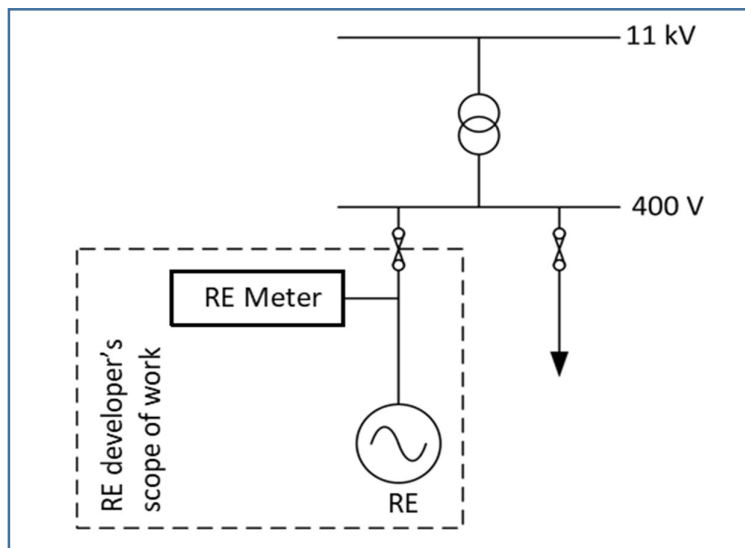 11 kV
400 V
RE Meter
RE developer's
scope of work
RE